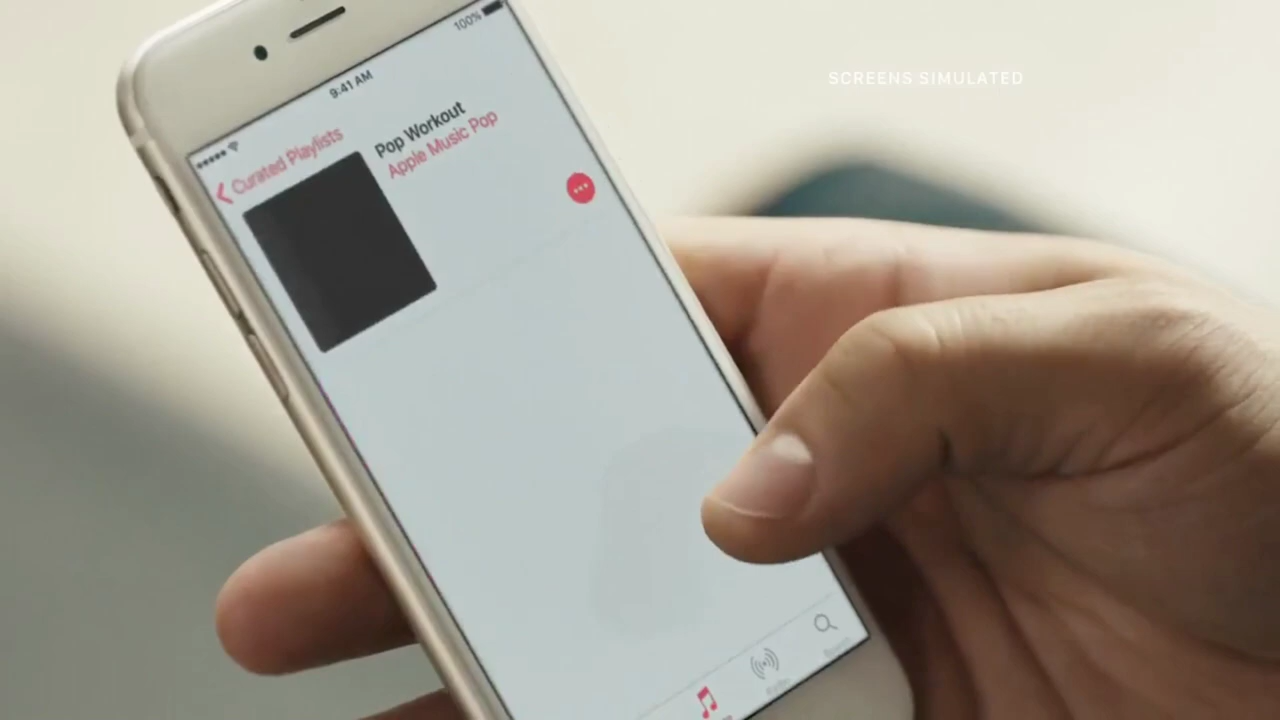 SCREENS SIMULATED
100%
9:41 AM
Curated Playlists
Pop Workout
Apple Music Pop